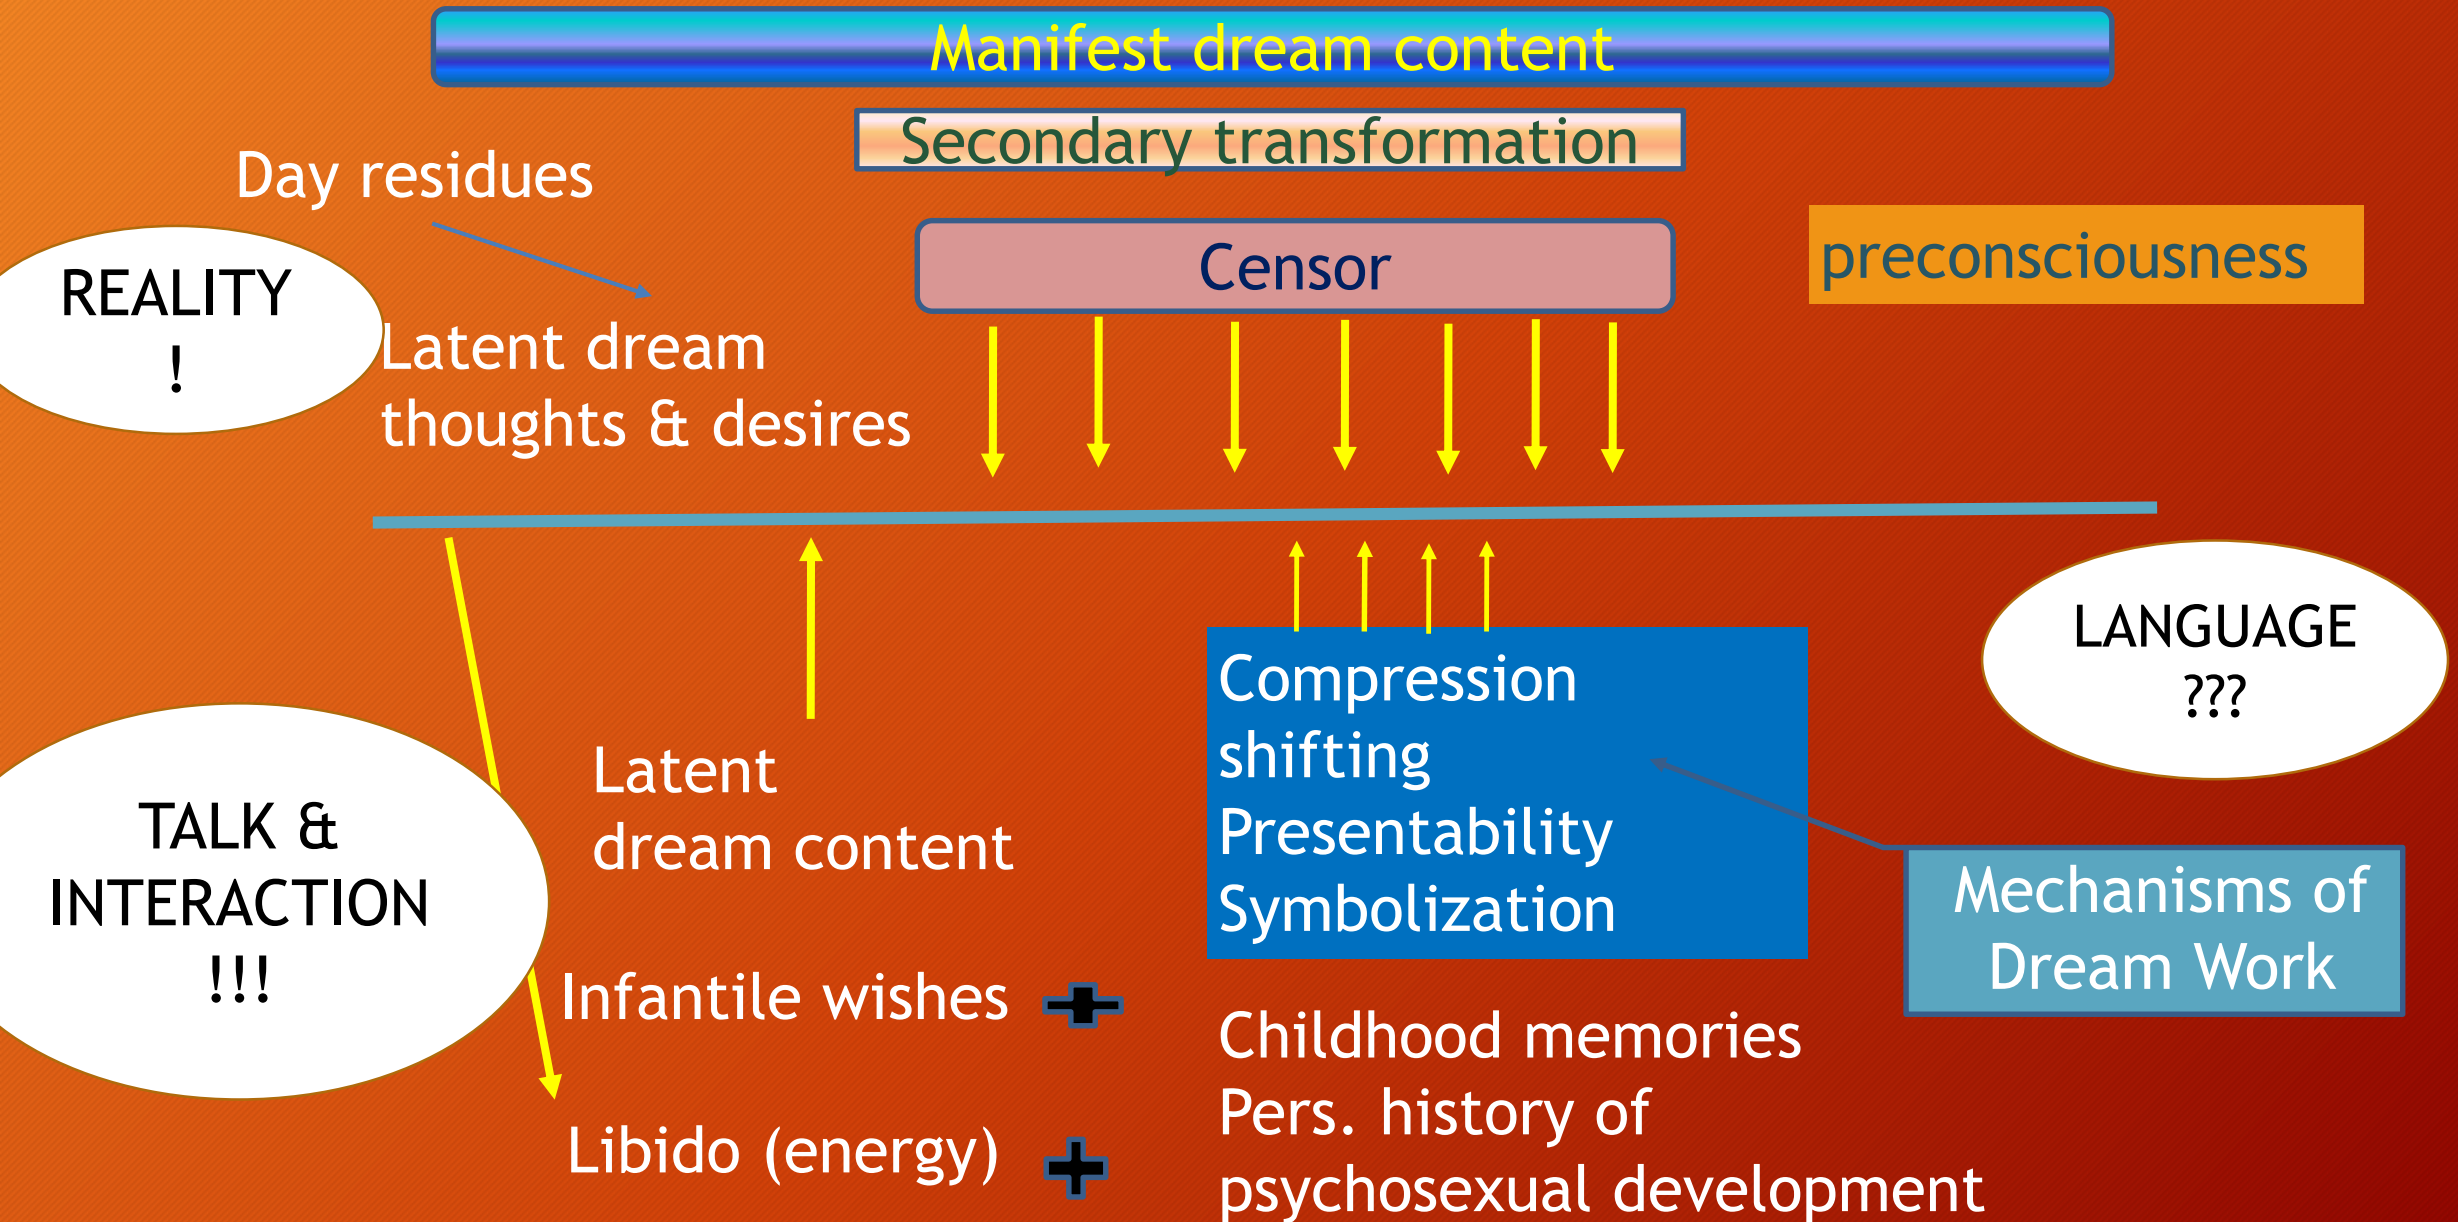 Manifest dream content
Secondary transformation
Day residues
Censor
preconsciousness
REALITY
!
Latent dream
thoughts & desires
LANGUAGE
???
Compression
shifting
Presentability
Symbolization
Latent
dream content
TALK &
INTERACTION
!!!
Mechanisms of
Dream Work
Infantile wishes
Childhood memories
Pers. history of
psychosexual development
Libido (energy)